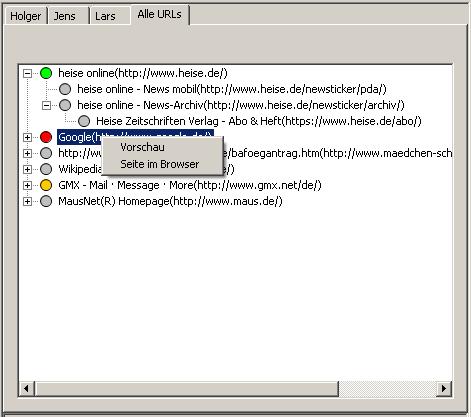 Holger
Jens
Lars
Alle URLs
heise online(http://www.heise.de/)
heise online - News mobil(http://www.heise.de/newsticker/pda/)
heise online - News-Archiv(http://www.heise.de/newsticker/archiv/)
Heise Zeitschriften Verlag - Abo & Heft(https://www.heise.de/abo/)
Google(
Vorschau
http://ww /bafoegantrag.htm(http://www.maedchen-sch
Seite im Browser
Wikipedia
GMX - Mail · Message · More(http://www.gmx.net/de/)
MausNet(R) Homepage(http://www.maus.de/)